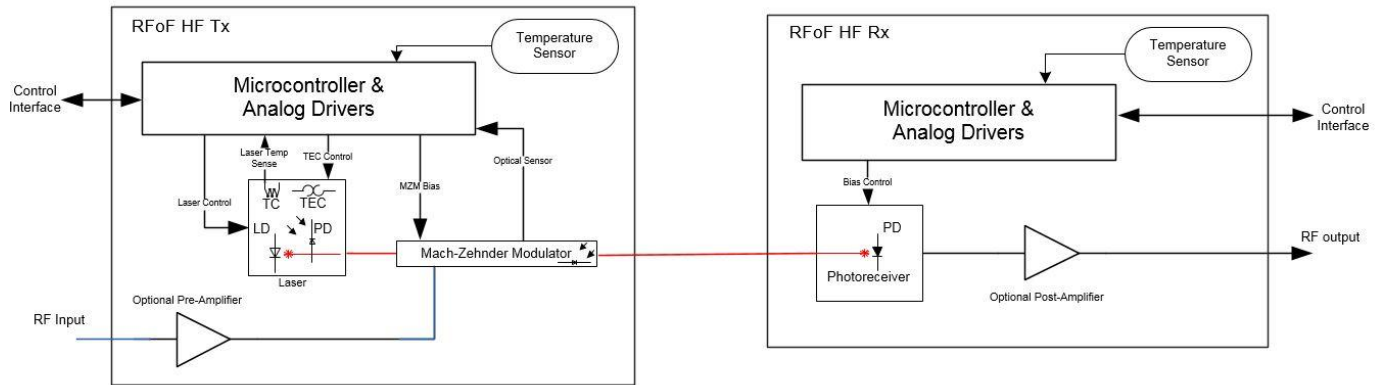 RFoF HF Tx
Temperature
Sensor
Microcontroller &
Analog Drivers
Control
Interface
Laser Control
Laser Temp
Sense
TEC Control
MZM Bias
Optical Sensor
TC
TEC
LD
PD
Laser
Mach-Zehnder Modulator
Optional Pre-Amplifier
RF Input
RFoF HF Rx
Temperature
Sensor
Microcontroller &
Analog Drivers
Control
Interface
Bias Control
PD
Photoreceiver
Optional Post-Amplifier
RF output